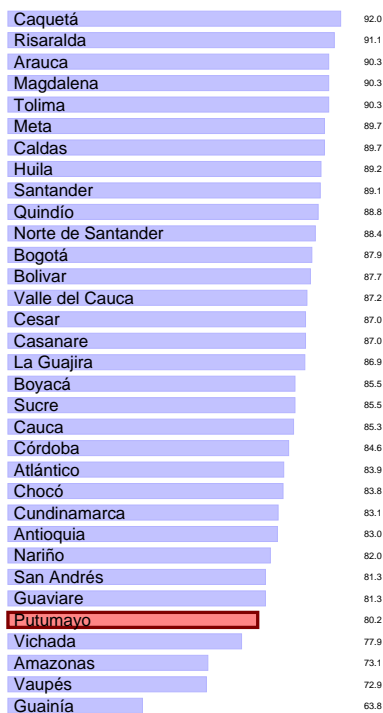 Caquetá 92.0
Risaralda 91.1
Arauca 90.3
Magdalena 90.3
Tolima 90.3
Meta 89.7
Caldas 89.7
Huila 89.2
Santander 89.1
Quindío 88.8
Norte de Santander 88.4
Bogotá 87.9
Bolivar 87.7
Valle del Cauca 87.2
Cesar 87.0
Casanare 87.0
La Guajira 86.9
Boyacá 85.5
Sucre 85.5
Cauca 85.3
Córdoba 84.6
Atlántico 83.9
Chocó 83.8
Cundinamarca 83.1
Antioquia 83.0
Nariño 82.0
San Andrés 81.3
Guaviare 81.3
Putumayo 80.2
Vichada 77.9
Amazonas 73.1
Vaupés 72.9
Guainía 63.8